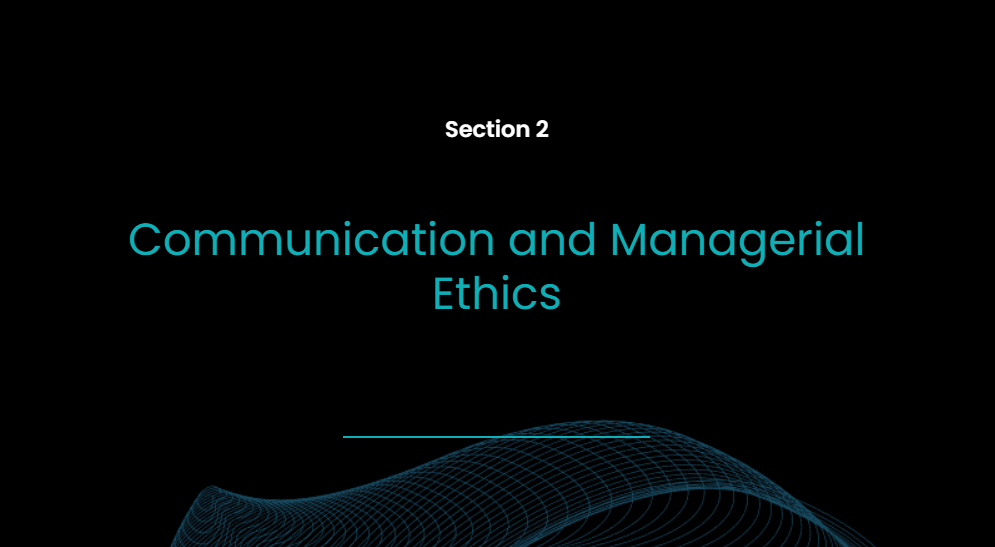 Section 2
Communication and Managerial
Ethics